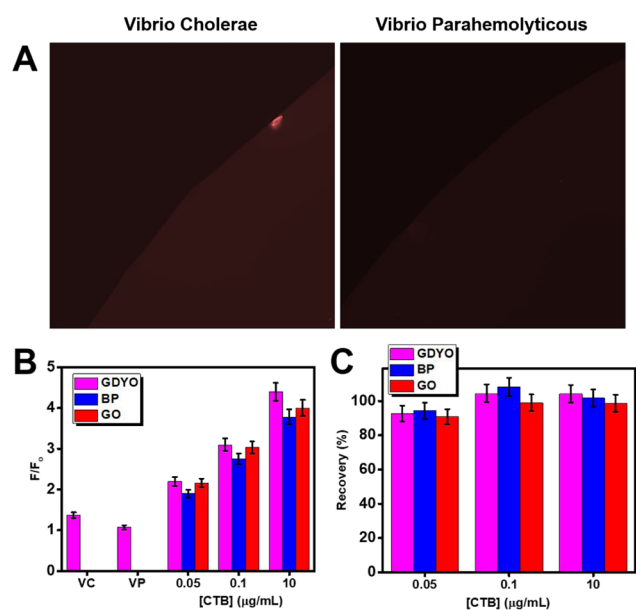 Vibrio Cholerae
Vibrio Parahemolyticous
A
B
GDYO
BP
GO
5
4
3
2
1
0
F/Fo
VC
VP
0.05
0.1
10
[CTB] (μg/mL)
C
GDYO
BP
GO
100
80
60
40
20
0
Recovery (%)
0.05
0.1
10
[CTB] (μg/mL)